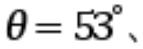 θ = 53°、